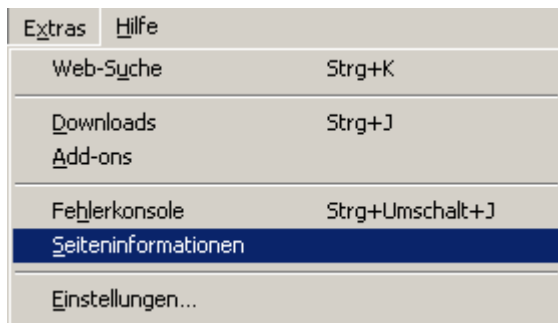 Extras Hilfe
Web-Suche Strg+K
Downloads Strg+J
Add-ons
Fehlerkonsole Strg+Umschalt+J
Seiteninformationen
Einstellungen...